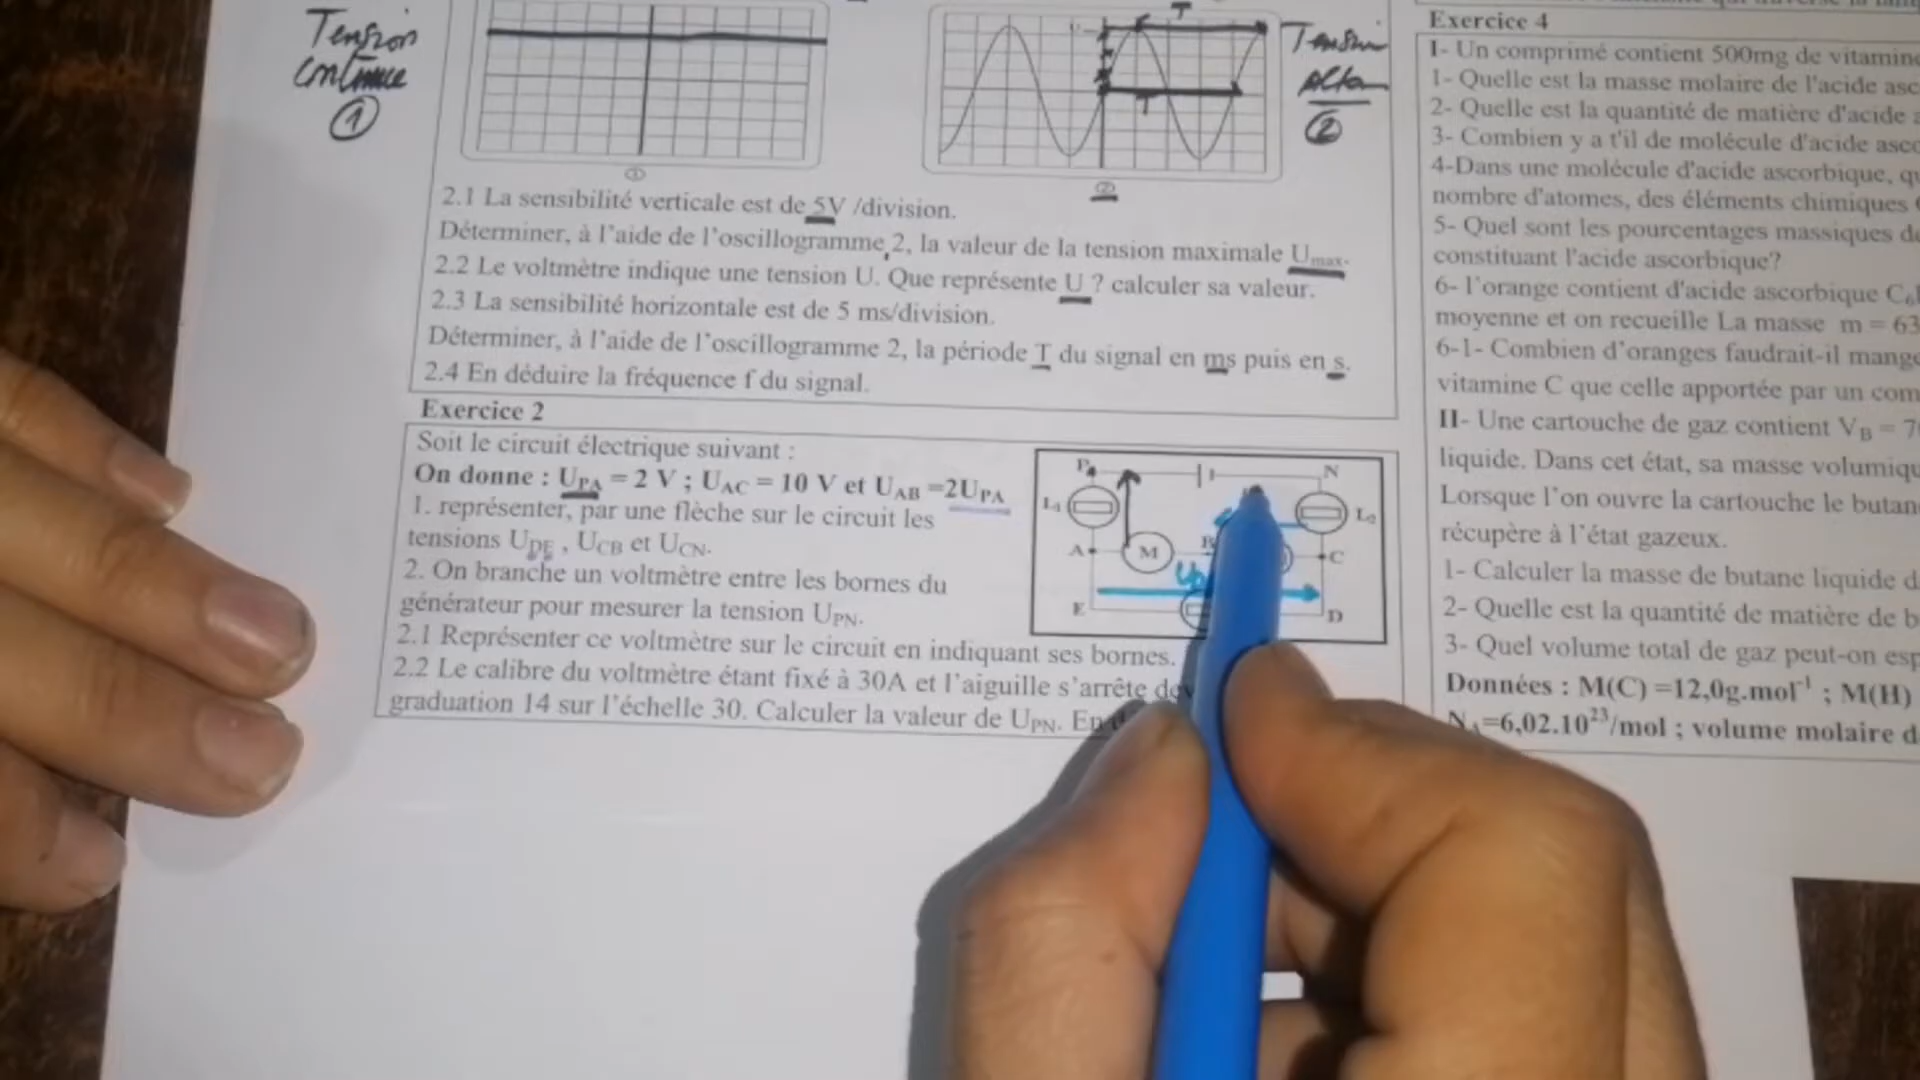 Tension
continue
①
T
T
Tension
Alter
②
①
②
2.1 La sensibilité verticale est de 5V /division.
Déterminer, à l'aide de l'oscillogramme 2, la valeur de la tension maximale Umax.
2.2 Le voltmètre indique une tension U. Que représente U ? calculer sa valeur.
2.3 La sensibilité horizontale est de 5 ms/division.
Déterminer, à l'aide de l'oscillogramme 2, la période T du signal en ms puis en s.
2.4 En déduire la fréquence f du signal.
Exercice 2
Soit le circuit électrique suivant :
On donne : UPA = 2 V ; UAC = 10 V et UAB =2UPA
1. représenter, par une flèche sur le circuit les
tensions UDE , UCB et UCN.
2. On branche un voltmètre entre les bornes du
générateur pour mesurer la tension UPN.
2.1 Représenter ce voltmètre sur le circuit en indiquant ses bornes.
2.2 Le calibre du voltmètre étant fixé à 30A et l'aiguille s'arrête
graduation 14 sur l'échelle 30. Calculer la valeur de UPN.
P N
L1 L2
A M B C
E D
Exercice 4
I- Un comprimé contient 500mg de
1- Quelle est la masse molaire de l'acide
2- Quelle est la quantité de matière d'acide
3- Combien y a t'il de molécule d'acide
4-Dans une molécule d'acide ascorbique,
nombre d'atomes, des éléments chimiques
5- Quel sont les pourcentages massiques
constituant l'acide ascorbique?
6- l'orange contient d'acide ascorbique
moyenne et on recueille La masse m = 63
6-1- Combien d'oranges faudrait-il
vitamine C que celle apportée par un
II- Une cartouche de gaz contient VB =
liquide. Dans cet état, sa masse
Lorsque l'on ouvre la cartouche le
récupère à l'état gazeux.
1- Calculer la masse de butane liquide
2- Quelle est la quantité de matière de
3- Quel volume total de gaz peut-on
Données : M(C) =12,0g.mol-1 ; M(H)
NA=6,02.10²³/mol ; volume molaire